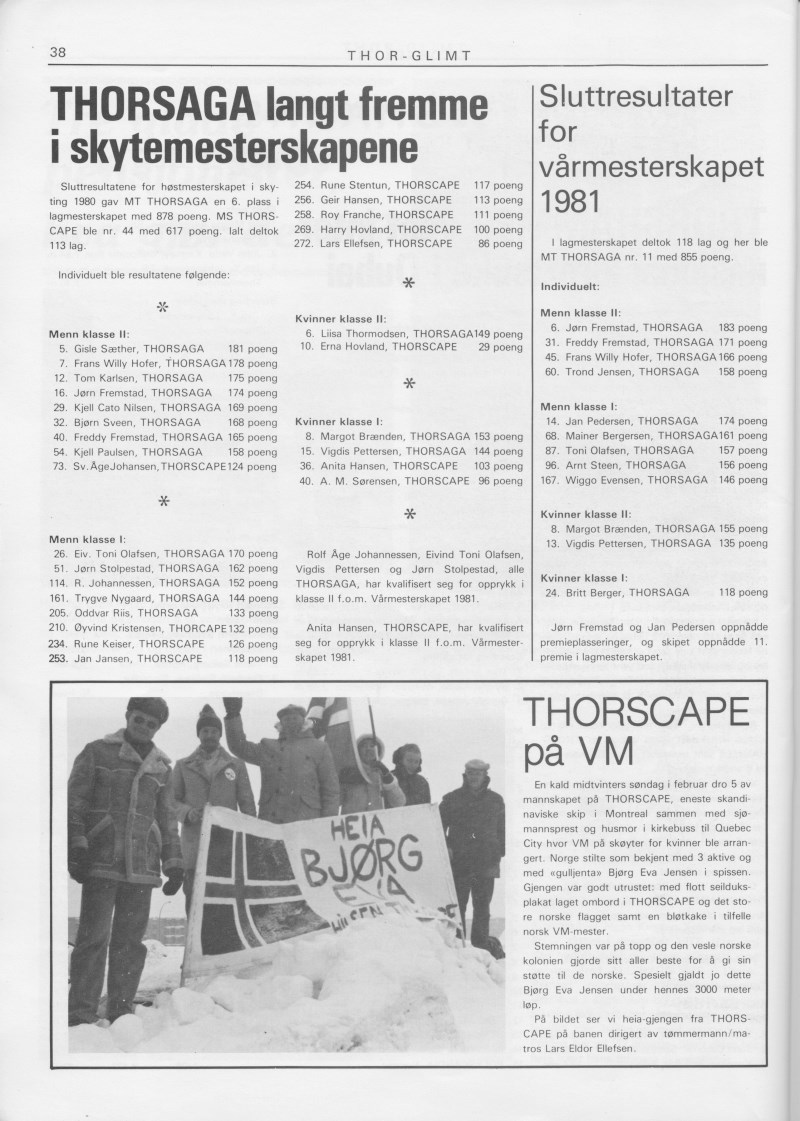 38
THOR-GLIMT
THORSAGA langt fremme
i skytemesterskapene
Sluttresultatene for høstmesterskapet i sky-
ting 1980 gav MT THORSAGA en 6. plass i
lagmesterskapet med 878 poeng. MS THORS-
CAPE ble nr. 44 med 617 poeng. Ialt deltok
113 lag.
Individuelt ble resultatene følgende:
*
Menn klasse II:
5. Gisle Sæther, THORSAGA 181 poeng
7. Frans Willy Hofer, THORSAGA 178 poeng
12. Tom Karlsen, THORSAGA 175 poeng
16. Jørn Fremstad, THORSAGA 174 poeng
29. Kjell Cato Nilsen, THORSAGA 169 poeng
32. Bjørn Sveen, THORSAGA 168 poeng
40. Freddy Fremstad, THORSAGA 165 poeng
54. Kjell Paulsen, THORSAGA 158 poeng
73. Sv. Åge Johansen, THORSCAPE 124 poeng
*
Menn klasse I:
26. Eiv. Toni Olafsen, THORSAGA 170 poeng
51. Jørn Stolpestad, THORSAGA 162 poeng
114. R. Johannessen, THORSAGA 152 poeng
161. Trygve Nygaard, THORSAGA 144 poeng
205. Oddvar Riis, THORSAGA 133 poeng
210. Øyvind Kristensen, THORCAPE 132 poeng
234. Rune Keiser, THORSCAPE 126 poeng
253. Jan Jansen, THORSCAPE 118 poeng
254. Rune Stentun, THORSCAPE 117 poeng
256. Geir Hansen, THORSCAPE 113 poeng
258. Roy Franche, THORSCAPE 111 poeng
269. Harry Hovland, THORSCAPE 100 poeng
272. Lars Ellefsen, THORSCAPE 86 poeng
*
Kvinner klasse II:
6. Liisa Thormodsen, THORSAGA 149 poeng
10. Erna Hovland, THORSCAPE 29 poeng
*
Kvinner klasse I:
8. Margot Brænden, THORSAGA 153 poeng
15. Vigdis Pettersen, THORSAGA 144 poeng
36. Anita Hansen, THORSCAPE 103 poeng
40. A. M. Sørensen, THORSCAPE 96 poeng
*
Rolf Åge Johannessen, Eivind Toni Olafsen,
Vigdis Pettersen og Jørn Stolpestad, alle
THORSAGA, har kvalifisert seg for opprykk i
klasse II f.o.m. Vårmesterskapet 1981.
Anita Hansen, THORSCAPE, har kvalifisert
seg for opprykk i klasse II f.o.m. Vårmester-
skapet 1981.
Sluttresultater
for
vårmesterskapet
1981
I lagmesterskapet deltok 118 lag og her ble
MT THORSAGA nr. 11 med 855 poeng.
Individuelt:
Menn klasse II:
6. Jørn Fremstad, THORSAGA 183 poeng
31. Freddy Fremstad, THORSAGA 171 poeng
45. Frans Willy Hofer, THORSAGA 166 poeng
60. Trond Jensen, THORSAGA 158 poeng
Menn klasse I:
14. Jan Pedersen, THORSAGA 174 poeng
68. Mainer Bergersen, THORSAGA 161 poeng
87. Toni Olafsen, THORSAGA 157 poeng
96. Arnt Steen, THORSAGA 156 poeng
167. Wiggo Evensen, THORSAGA 146 poeng
Kvinner klasse II:
8. Margot Brænden, THORSAGA 155 poeng
13. Vigdis Pettersen, THORSAGA 135 poeng
Kvinner klasse I:
24. Britt Berger, THORSAGA 118 poeng
Jørn Fremstad og Jan Pedersen oppnådde
premieplasseringer, og skipet oppnådde 11.
premie i lagmesterskapet.
HEIA
BJØRG
EVA
THORSCAPE
på VM
En kald midtvinters søndag i februar dro 5 av
mannskapet på THORSCAPE, eneste skandi-
naviske skip i Montreal sammen med sjø-
mannsprest og husmor i kirkebuss til Quebec
City hvor VM på skøyter for kvinner ble arran-
gert. Norge stilte som bekjent med 3 aktive og
med «gulljenta» Bjørg Eva Jensen i spissen.
Gjengen var godt utrustet: med flott seilduks-
plakat laget ombord i THORSCAPE og det sto-
re norske flagget samt en bløtkake i tilfelle
norsk VM-mester.
Stemningen var på topp og den vesle norske
kolonien gjorde sitt aller beste for å gi sin
støtte til de norske. Spesielt gjaldt jo dette
Bjørg Eva Jensen under hennes 3000 meter
løp.
På bildet ser vi heia-gjengen fra THORS-
CAPE på banen dirigert av tømmermann/ma-
tros Lars Eldor Ellefsen.